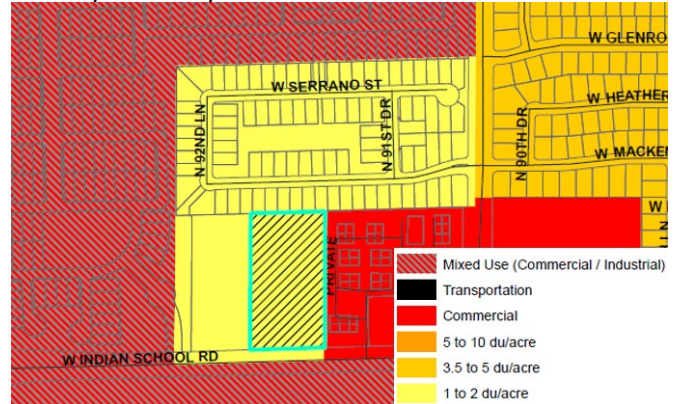 W GLENRO
W SERRANO ST
W HEATHER
N 92ND LN
N 91ST DR
N 90TH DR
W MACKEN
PRIVATE
W INDIAN SCHOOL RD
Mixed Use (Commercial / Industrial)
Transportation
Commercial
5 to 10 du/acre
3.5 to 5 du/acre
1 to 2 du/acre